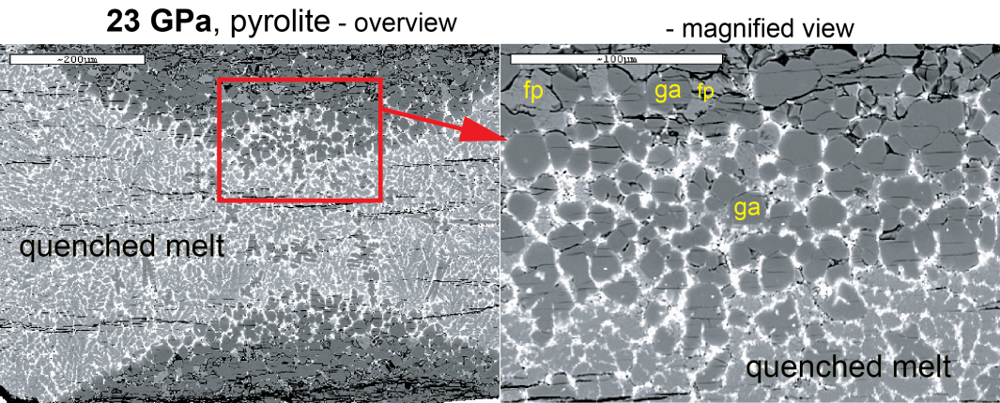 23 GPa, pyrolite - overview
- magnified view
~200µm
~100µm
fp
ga
fp
ga
quenched melt
quenched melt